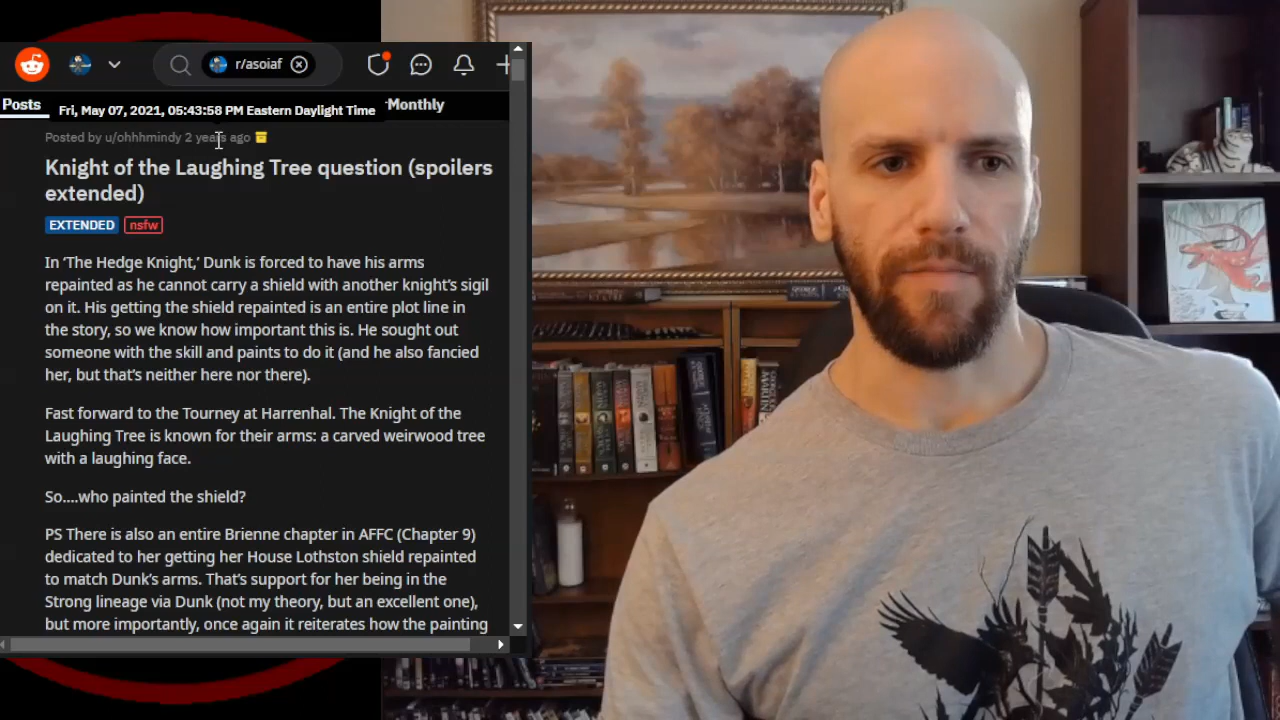 r/asoiaf
Posts
Fri, May 07, 2021, 05:43:58 PM Eastern Daylight Time
Monthly
Posted by u/ohhhmindy 2 years ago
Knight of the Laughing Tree question (spoilers
extended)
EXTENDED nsfw
In ‘The Hedge Knight,’ Dunk is forced to have his arms
repainted as he cannot carry a shield with another knight’s sigil
on it. His getting the shield repainted is an entire plot line in
the story, so we know how important this is. He sought out
someone with the skill and paints to do it (and he also fancied
her, but that’s neither here nor there).
Fast forward to the Tourney at Harrenhal. The Knight of the
Laughing Tree is known for their arms: a carved weirwood tree
with a laughing face.
So....who painted the shield?
PS There is also an entire Brienne chapter in AFFC (Chapter 9)
dedicated to her getting her House Lothston shield repainted
to match Dunk’s arms. That’s support for her being in the
Strong lineage via Dunk (not my theory, but an excellent one),
but more importantly, once again it reiterates how the painting